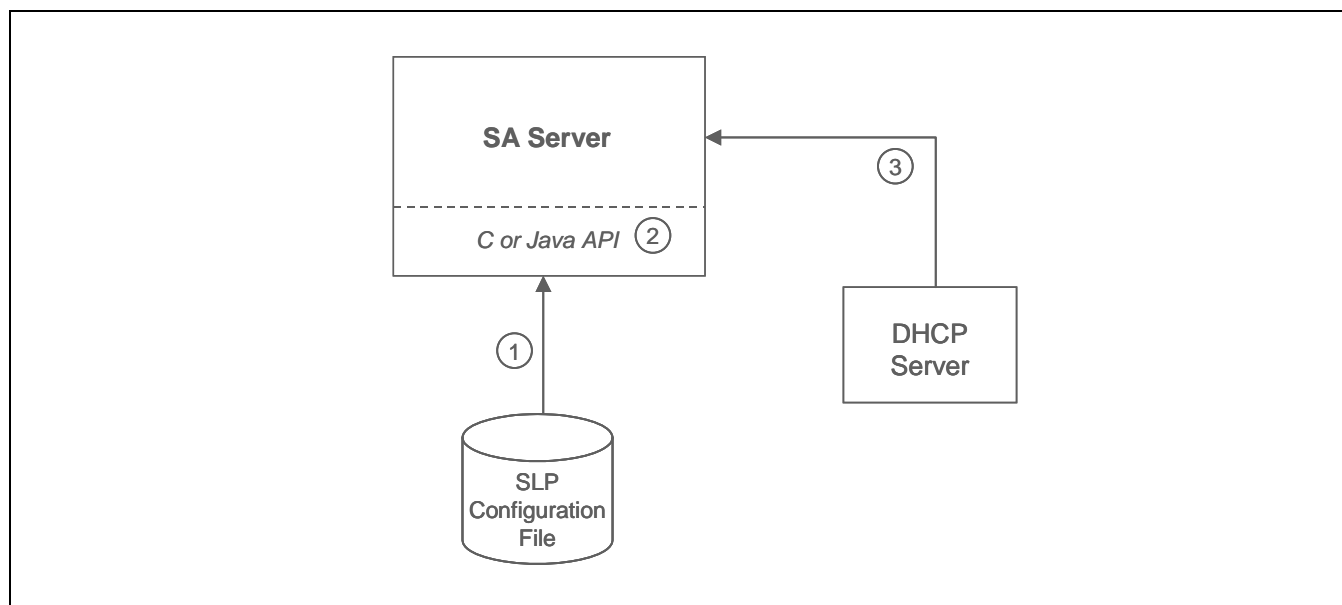 SA Server
3
C or Java API 2
1
DHCP
Server
SLP
Configuration
File